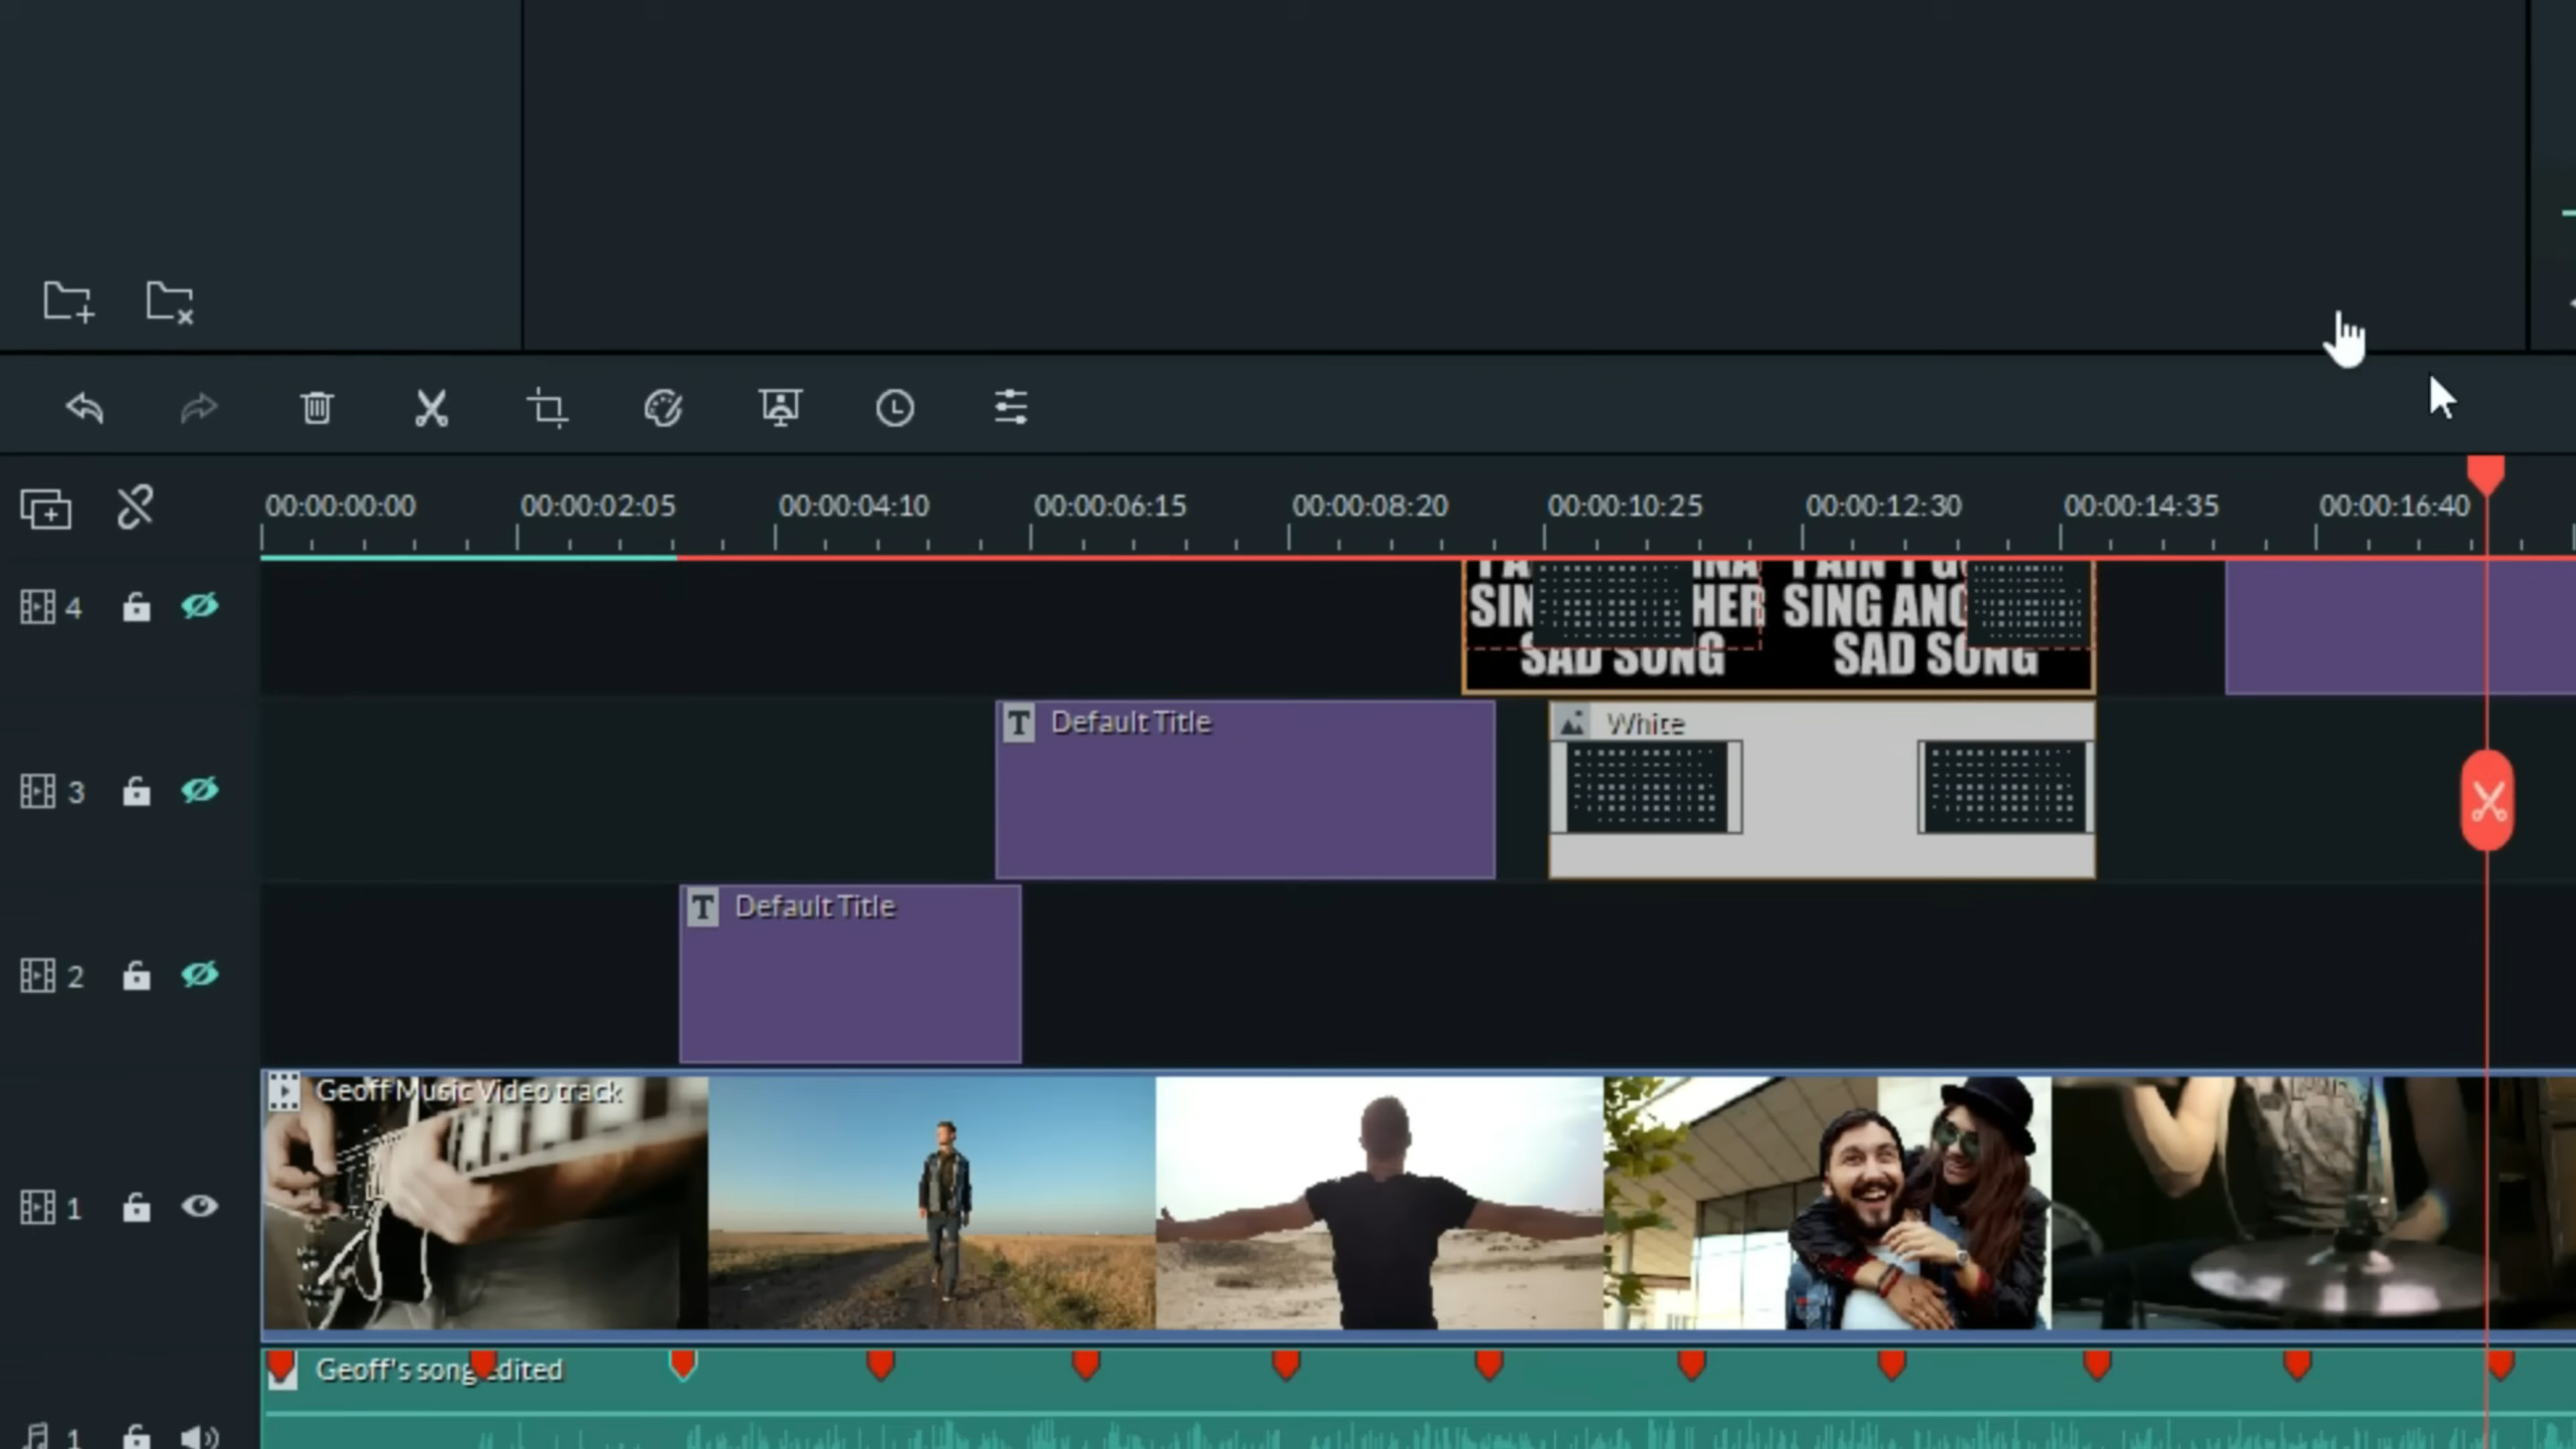 00:00:00:00 00:00:02:05 00:00:04:10 00:00:06:15 00:00:08:20 00:00:10:25 00:00:12:30 00:00:14:35 00:00:16:40
4
SING ANO
SAD SONG SAD SONG
3
T Default Title
White
2
T Default Title
1
Geoff Music Video track
Geoff's song edited
1